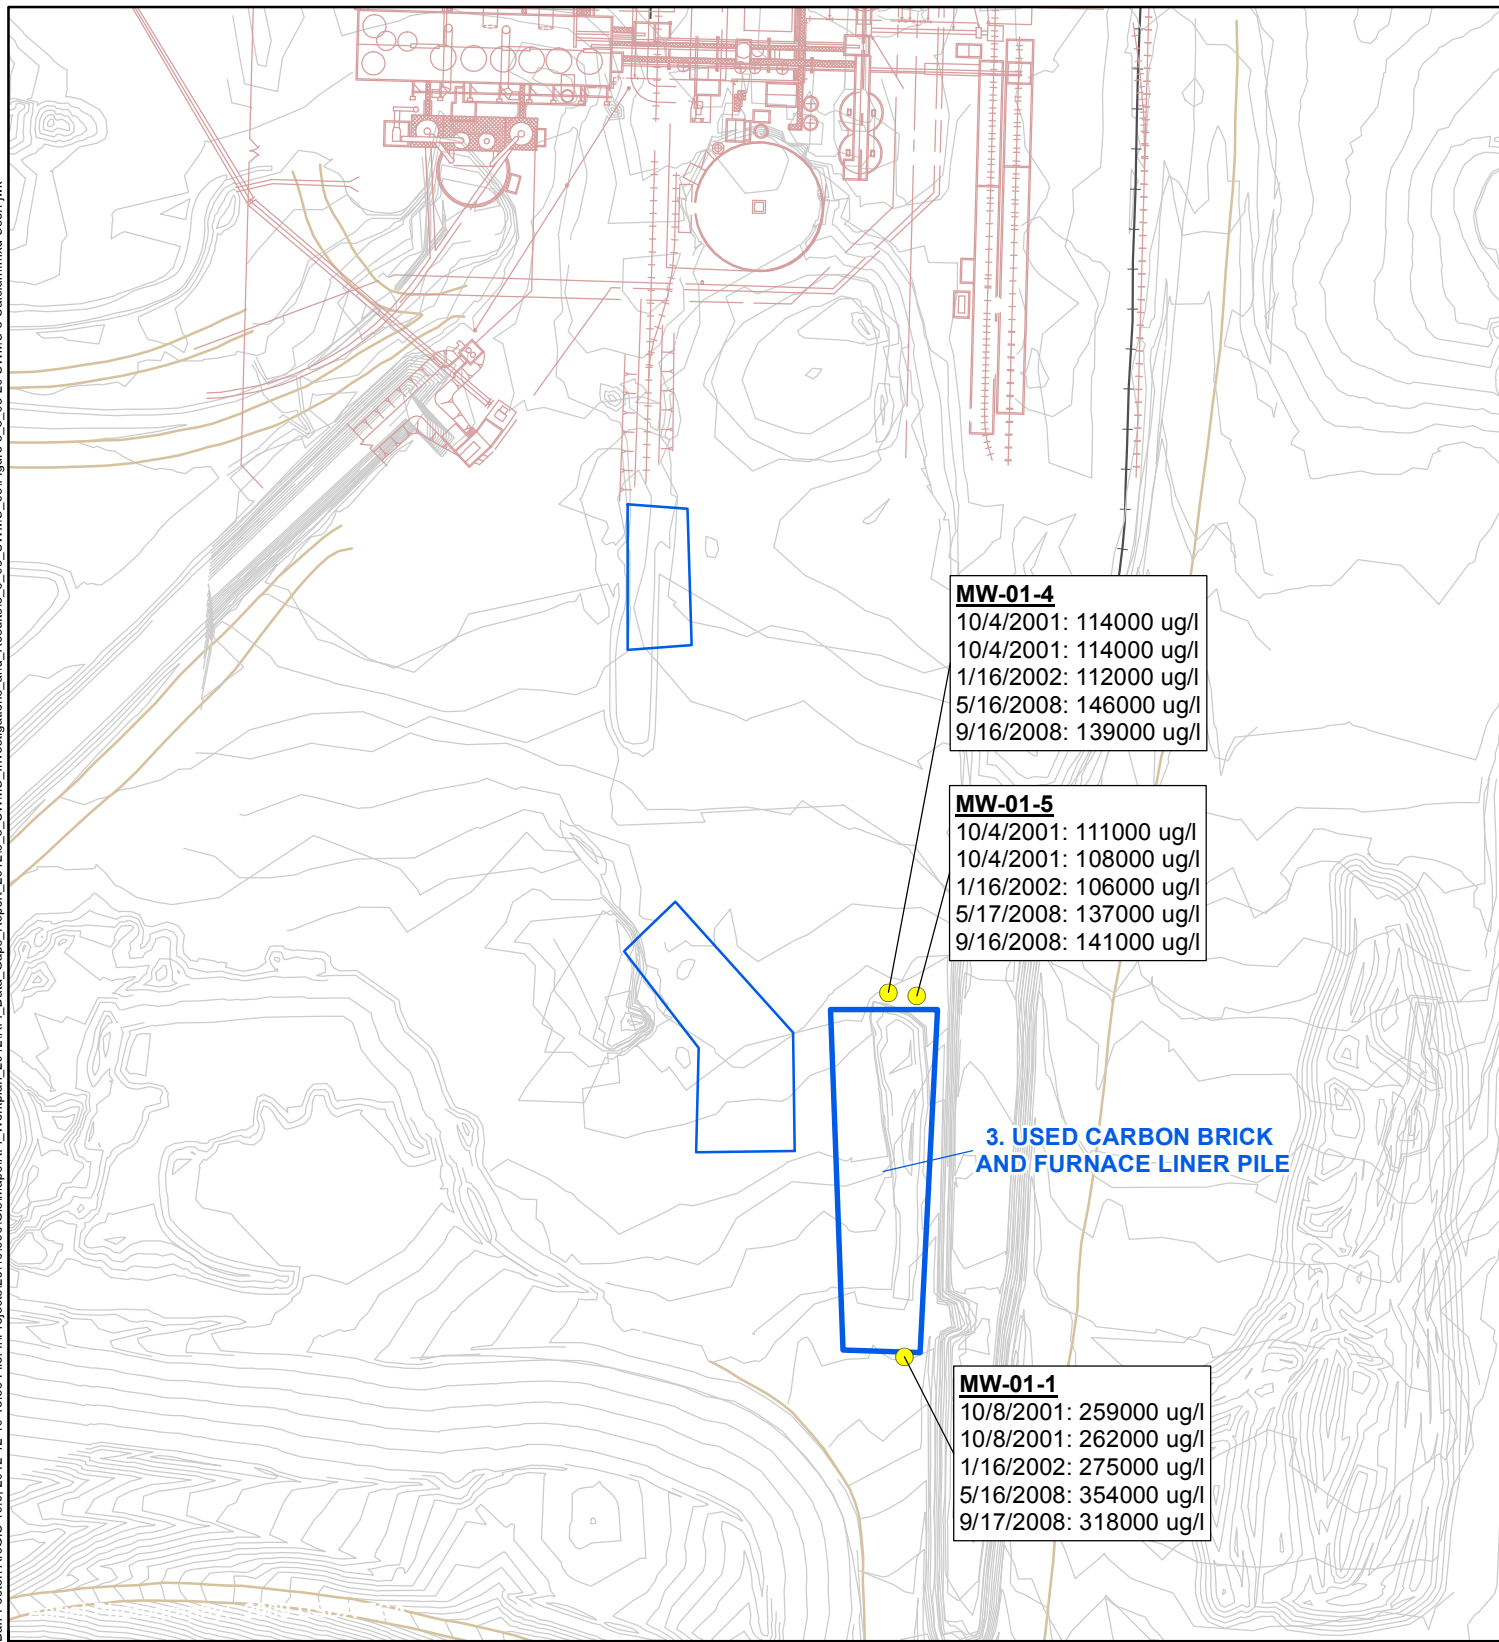 MW-01-4
10/4/2001: 114000 ug/l
10/4/2001: 114000 ug/l
1/16/2002: 112000 ug/l
5/16/2008: 146000 ug/l
9/16/2008: 139000 ug/l
MW-01-5
10/4/2001: 111000 ug/l
10/4/2001: 108000 ug/l
1/16/2002: 106000 ug/l
5/17/2008: 137000 ug/l
9/16/2008: 141000 ug/l
3. USED CARBON BRICK
AND FURNACE LINER PILE
MW-01-1
10/8/2001: 259000 ug/l
10/8/2001: 262000 ug/l
1/16/2002: 275000 ug/l
5/16/2008: 354000 ug/l
9/17/2008: 318000 ug/l